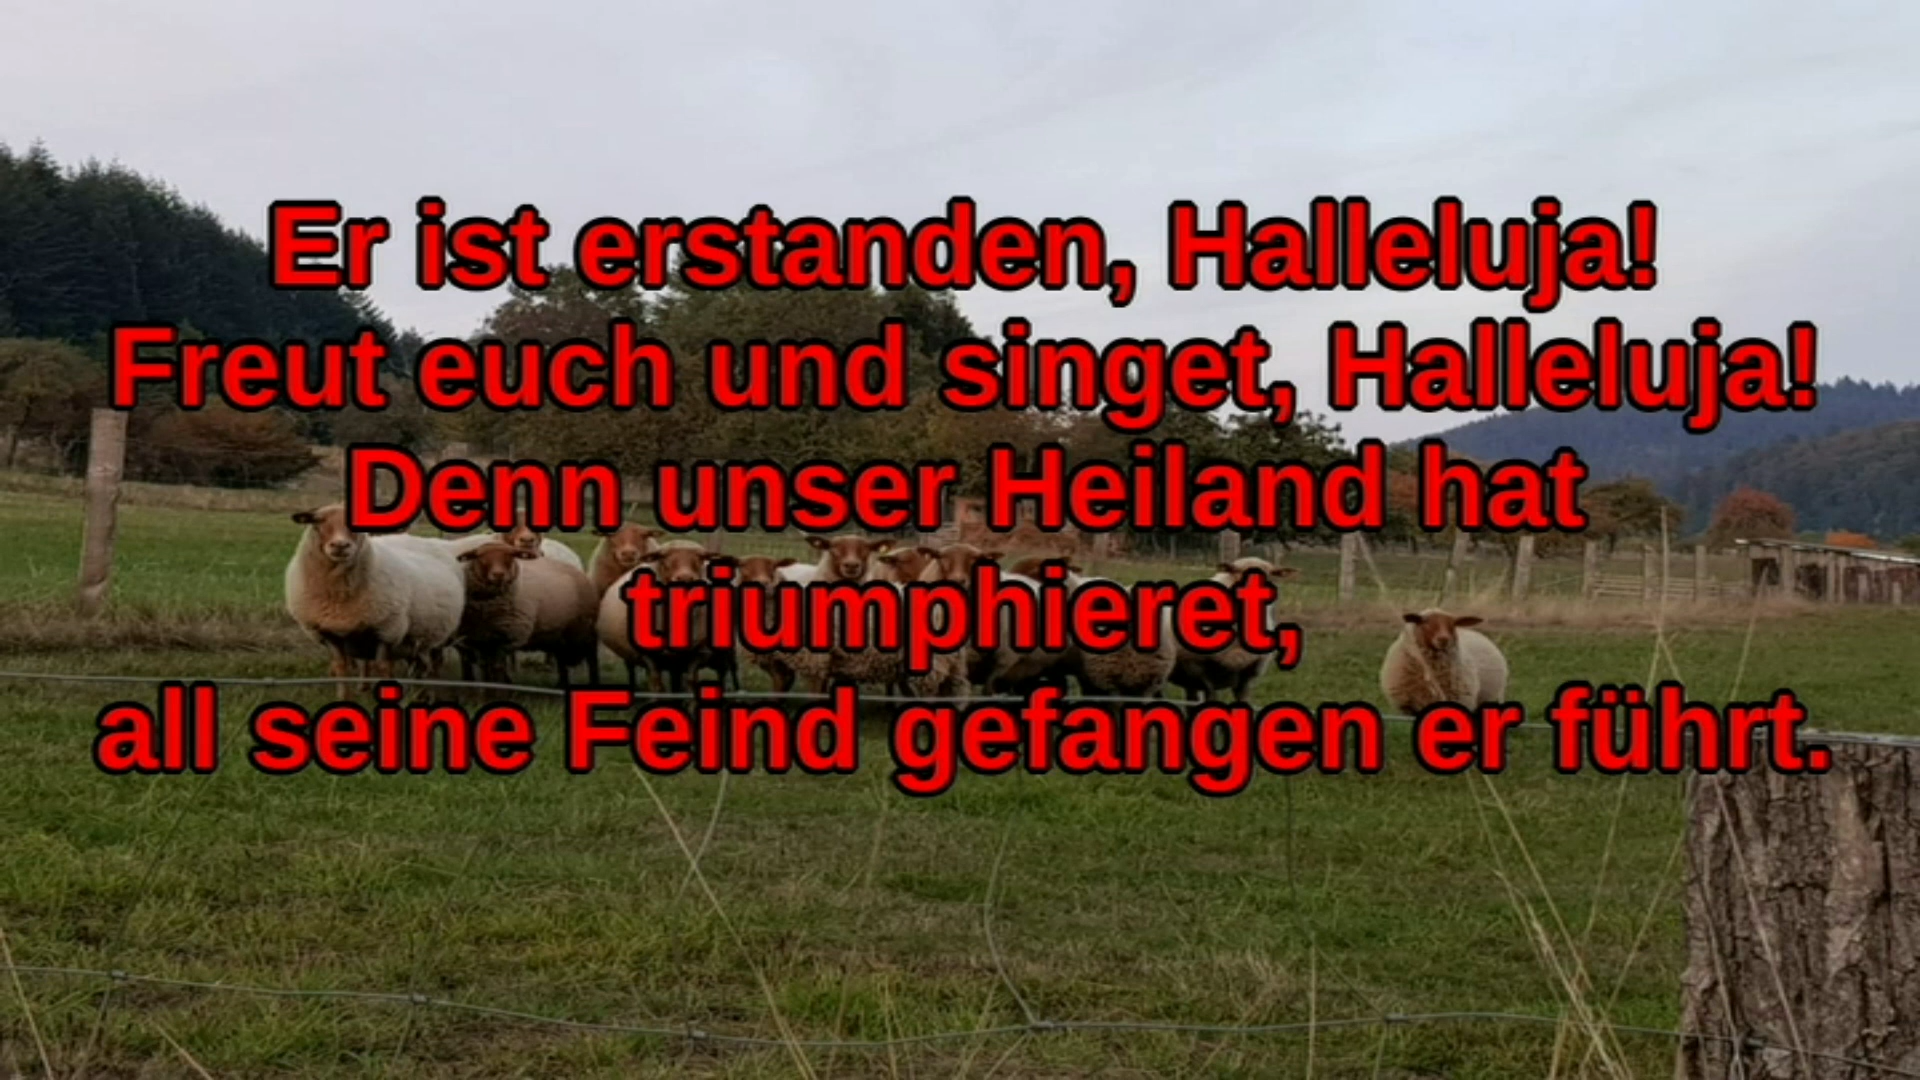 Er ist erstanden, Halleluja!
Freut euch und singet, Halleluja!
Denn unser Heiland hat
triumphieret,
all seine Feind gefangen er führt.